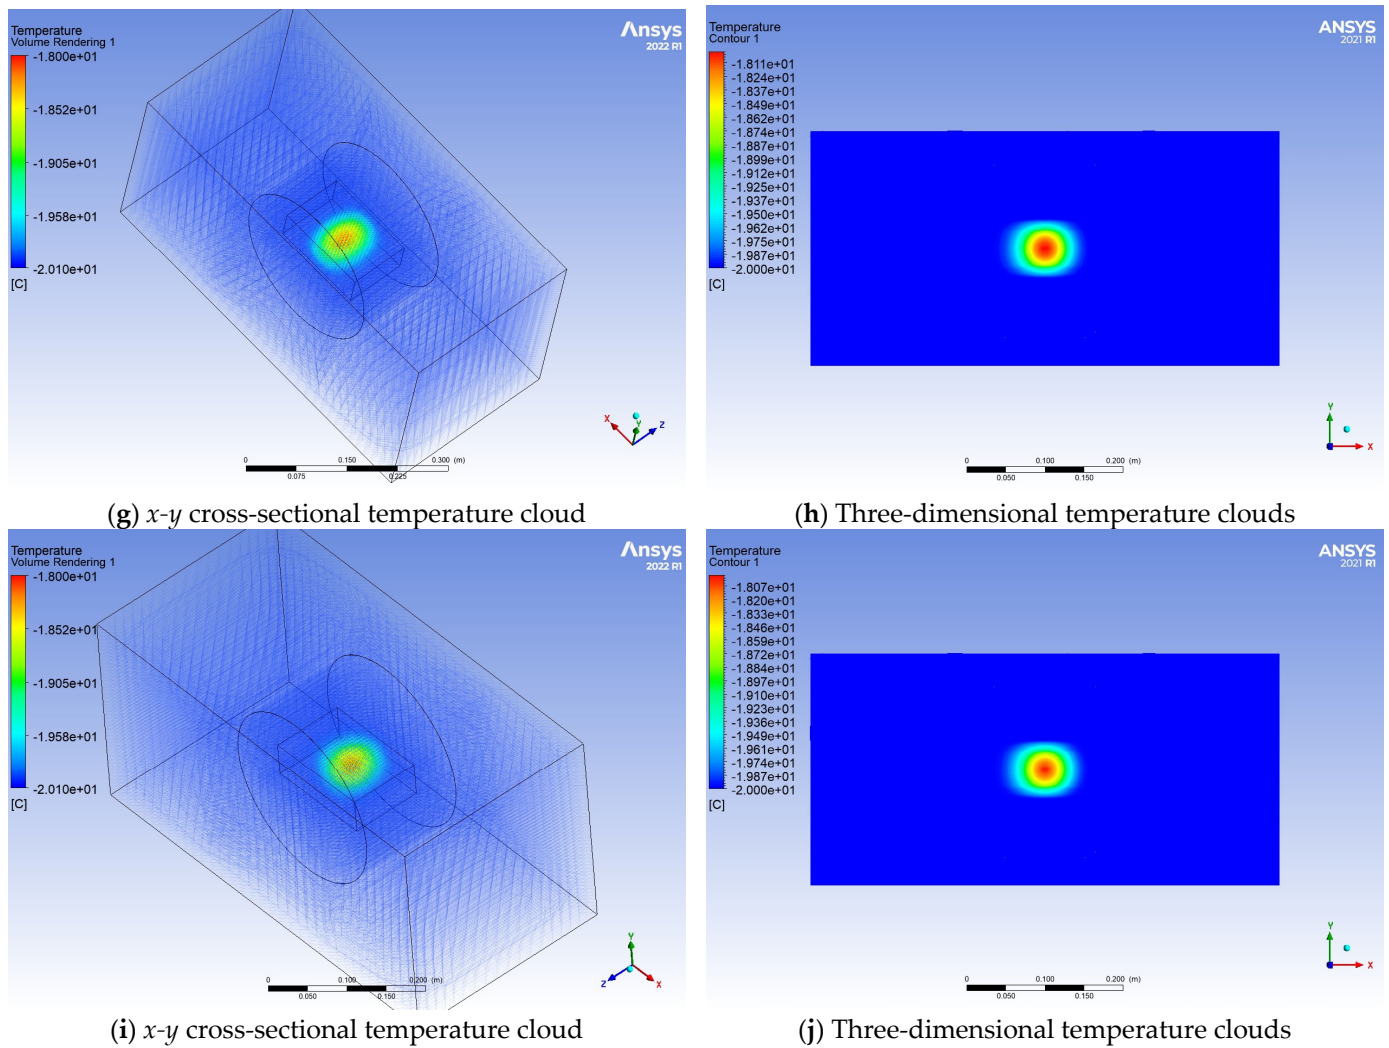 Temperature
Volume Rendering 1
-1.800e+01
-1.852e+01
-1.905e+01
-1.958e+01
-2.010e+01
[C]
Ansys
2022 R1
X
Y
Z
0
0.150
0.300 (m)
0.075
0.225
Temperature
Contour 1
-1.811e+01
-1.824e+01
-1.837e+01
-1.849e+01
-1.862e+01
-1.874e+01
-1.887e+01
-1.899e+01
-1.912e+01
-1.925e+01
-1.937e+01
-1.950e+01
-1.962e+01
-1.975e+01
-1.987e+01
-2.000e+01
[C]
ANSYS
2021 R1
Y
X
0
0.100
0.200 (m)
0.050
0.150
(g) x-y cross-sectional temperature cloud
(h) Three-dimensional temperature clouds
Temperature
Volume Rendering 1
-1.800e+01
-1.852e+01
-1.905e+01
-1.958e+01
-2.010e+01
[C]
Ansys
2022 R1
Y
Z
X
0
0.100
0.200 (m)
0.050
0.150
Temperature
Contour 1
-1.807e+01
-1.820e+01
-1.833e+01
-1.846e+01
-1.859e+01
-1.872e+01
-1.884e+01
-1.897e+01
-1.910e+01
-1.923e+01
-1.936e+01
-1.949e+01
-1.961e+01
-1.974e+01
-1.987e+01
-2.000e+01
[C]
ANSYS
2021 R1
Y
X
0
0.100
0.200 (m)
0.050
0.150
(i) x-y cross-sectional temperature cloud
(j) Three-dimensional temperature clouds